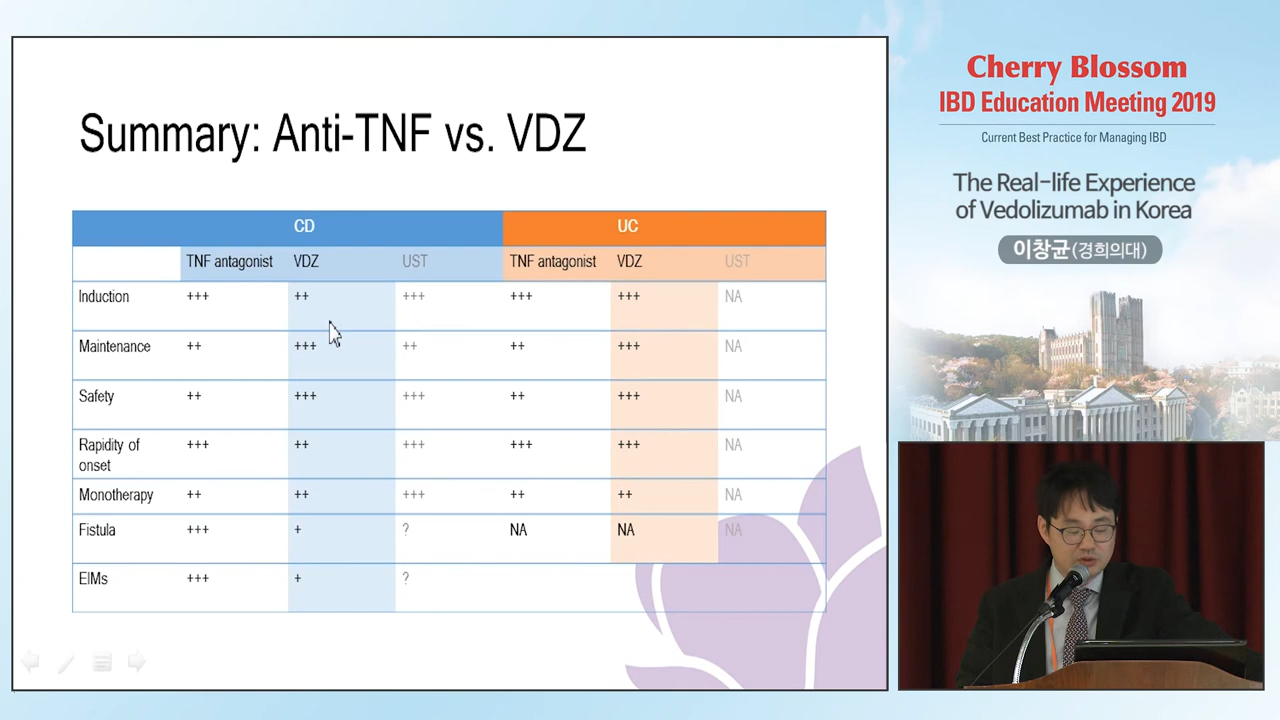 Summary: Anti-TNF vs. VDZ
CD UC
TNF antagonist VDZ UST TNF antagonist VDZ UST
Induction +++ ++ +++ +++ +++ NA
Maintenance ++ +++ ++ ++ +++ NA
Safety ++ +++ +++ ++ +++ NA
Rapidity of onset +++ ++ +++ +++ +++ NA
Monotherapy ++ ++ +++ ++ ++ NA
Fistula +++ + ? NA NA NA
EIMs +++ + ?
Cherry Blossom
IBD Education Meeting 2019
Current Best Practice for Managing IBD
The Real-life Experience
of Vedolizumab in Korea
이창균(경희의대)